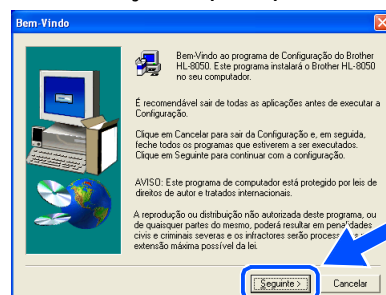 Bem-Vindo
Bem-Vindo ao programa de Configuração do Brother
HL-8050. Este programa instalará o Brother HL-8050
no seu computador.
É recomendável sair de todas as aplicações antes de executar a
Configuração.
Clique em Cancelar para sair da Configuração e, em seguida,
feche todos os programas que estiverem a ser executados.
Clique em Seguinte para continuar com a configuração.
AVISO: Este programa de computador está protegido por leis de
direitos de autor e tratados internacionais.
A reprodução ou distribuição não autorizada deste programa, ou
de quaisquer partes do mesmo, poderá resultar em penalidades
civis e criminais severas e os infractores serão
extensão máxima possível da lei.
Seguinte >
Cancelar